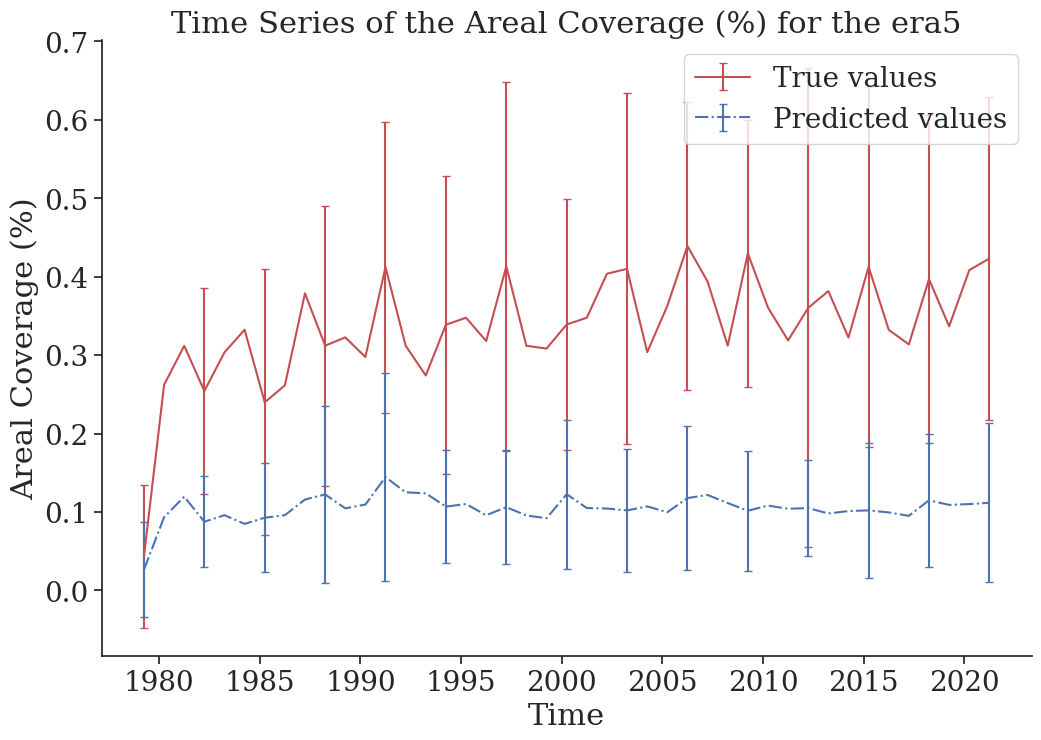 Time Series of the Areal Coverage (%) for the era5
True values
Predicted values
Areal Coverage (%)
0.7
0.6
0.5
0.4
0.3
0.2
0.1
0.0
1980 1985 1990 1995 2000 2005 2010 2015 2020
Time